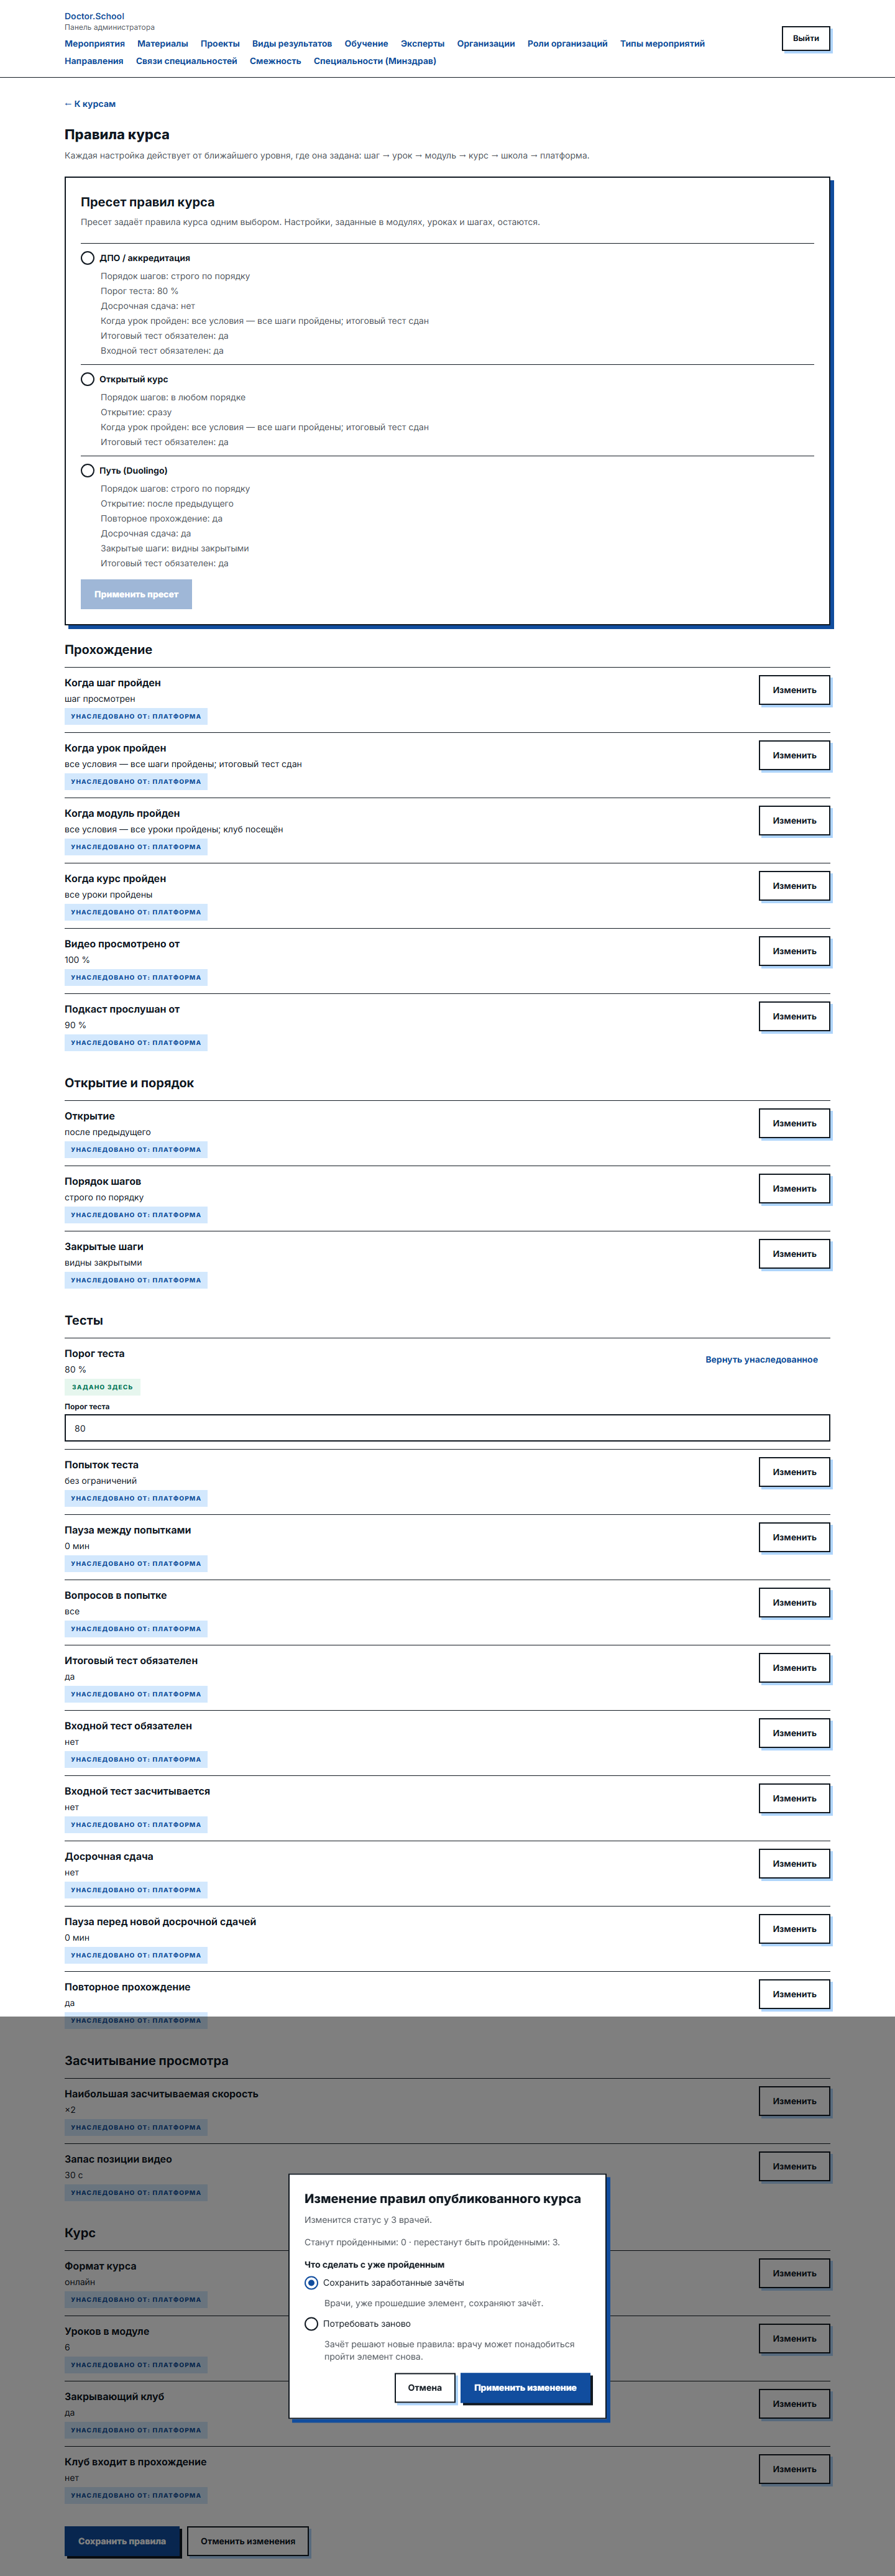 Doctor.School
Панель администратора
Мероприятия Материалы Проекты Виды результатов Обучение Эксперты Организации Роли организаций Типы мероприятий
Направления Связи специальностей Смежность Специальности (Минздрав)
Выйти
← К курсам
Правила курса
Каждая настройка действует от ближайшего уровня, где она задана: шаг → урок → модуль → курс → школа → платформа.
Пресет правил курса
Пресет задаёт правила курса одним выбором. Настройки, заданные в модулях, уроках и шагах, остаются.
ДПО / аккредитация
Порядок шагов: строго по порядку
Порог теста: 80 %
Досрочная сдача: нет
Когда урок пройден: все условия — все шаги пройдены; итоговый тест сдан
Итоговый тест обязателен: да
Входной тест обязателен: да
Открытый курс
Порядок шагов: в любом порядке
Открытие: сразу
Когда урок пройден: все условия — все шаги пройдены; итоговый тест сдан
Итоговый тест обязателен: да
Путь (Duolingo)
Порядок шагов: строго по порядку
Открытие: после предыдущего
Повторное прохождение: да
Досрочная сдача: да
Закрытые шаги: видны закрытыми
Итоговый тест обязателен: да
Применить пресет
Прохождение
Когда шаг пройден
шаг просмотрен
УНАСЛЕДОВАНО ОТ: ПЛАТФОРМА
Изменить
Когда урок пройден
все условия — все шаги пройдены; итоговый тест сдан
УНАСЛЕДОВАНО ОТ: ПЛАТФОРМА
Изменить
Когда модуль пройден
все условия — все уроки пройдены; клуб посещён
УНАСЛЕДОВАНО ОТ: ПЛАТФОРМА
Изменить
Когда курс пройден
все уроки пройдены
УНАСЛЕДОВАНО ОТ: ПЛАТФОРМА
Изменить
Видео просмотрено от
100 %
УНАСЛЕДОВАНО ОТ: ПЛАТФОРМА
Изменить
Подкаст прослушан от
90 %
УНАСЛЕДОВАНО ОТ: ПЛАТФОРМА
Изменить
Открытие и порядок
Открытие
после предыдущего
УНАСЛЕДОВАНО ОТ: ПЛАТФОРМА
Изменить
Порядок шагов
строго по порядку
УНАСЛЕДОВАНО ОТ: ПЛАТФОРМА
Изменить
Закрытые шаги
видны закрытыми
УНАСЛЕДОВАНО ОТ: ПЛАТФОРМА
Изменить
Тесты
Порог теста
80 %
ЗАДАНО ЗДЕСЬ
Вернуть унаследованное
Порог теста
80
Попыток теста
без ограничений
УНАСЛЕДОВАНО ОТ: ПЛАТФОРМА
Изменить
Пауза между попытками
0 мин
УНАСЛЕДОВАНО ОТ: ПЛАТФОРМА
Изменить
Вопросов в попытке
все
УНАСЛЕДОВАНО ОТ: ПЛАТФОРМА
Изменить
Итоговый тест обязателен
да
УНАСЛЕДОВАНО ОТ: ПЛАТФОРМА
Изменить
Входной тест обязателен
нет
УНАСЛЕДОВАНО ОТ: ПЛАТФОРМА
Изменить
Входной тест засчитывается
нет
УНАСЛЕДОВАНО ОТ: ПЛАТФОРМА
Изменить
Досрочная сдача
нет
УНАСЛЕДОВАНО ОТ: ПЛАТФОРМА
Изменить
Пауза перед новой досрочной сдачей
0 мин
УНАСЛЕДОВАНО ОТ: ПЛАТФОРМА
Изменить
Повторное прохождение
да
УНАСЛЕДОВАНО ОТ: ПЛАТФОРМА
Изменить
Засчитывание просмотра
Наибольшая засчитываемая скорость
×2
УНАСЛЕДОВАНО ОТ: ПЛАТФОРМА
Изменить
Запас позиции видео
30 с
УНАСЛЕДОВАНО ОТ: ПЛАТФОРМА
Изменить
Курс
Формат курса
онлайн
УНАСЛЕДОВАНО ОТ: ПЛАТФОРМА
Изменить
Уроков в модуле
6
УНАСЛЕДОВАНО ОТ: ПЛАТФОРМА
Изменить
Закрывающий клуб
да
УНАСЛЕДОВАНО ОТ: ПЛАТФОРМА
Изменить
Клуб входит в прохождение
нет
УНАСЛЕДОВАНО ОТ: ПЛАТФОРМА
Изменить
Сохранить правила
Отменить изменения
Изменение правил опубликованного курса
Изменится статус у 3 врачей.
Станут пройденными: 0 · перестанут быть пройденными: 3.
Что сделать с уже пройденным
Сохранить заработанные зачёты
Врачи, уже прошедшие элемент, сохраняют зачёт.
Потребовать заново
Зачёт решают новые правила: врачу может понадобиться
пройти элемент снова.
Отмена
Применить изменение